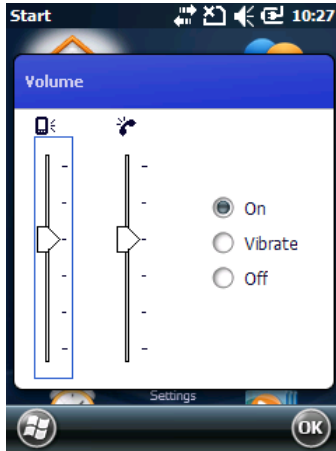 Start 10:27
Volume
On
Vibrate
Off
Settings
OK